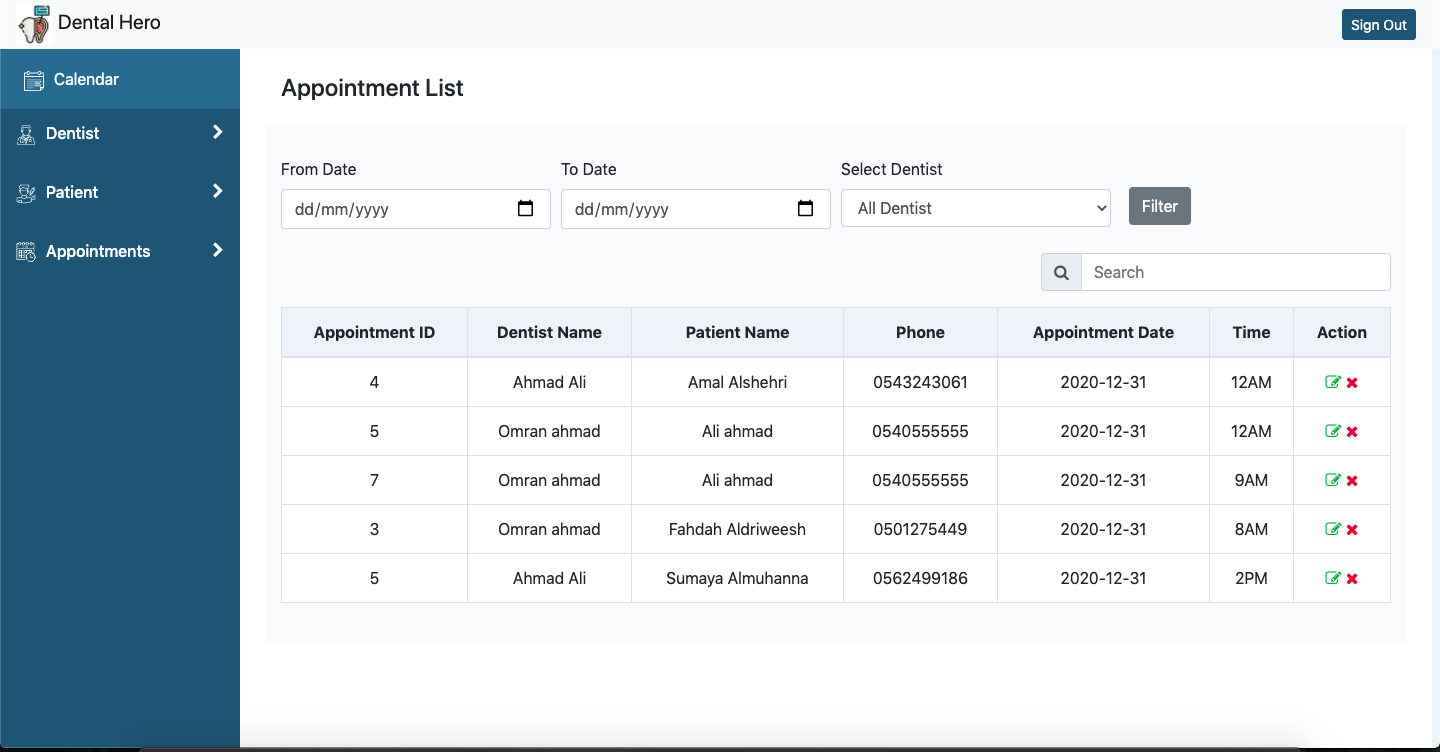 Dental Hero
Sign Out
Calendar
Dentist
Patient
Appointments
Appointment List
From Date To Date Select Dentist
dd/mm/yyyy dd/mm/yyyy All Dentist Filter
Search
Appointment ID Dentist Name Patient Name Phone Appointment Date Time Action
4 Ahmad Ali Amal Alshehri 0543243061 2020-12-31 12AM
5 Omran ahmad Ali ahmad 0540555555 2020-12-31 12AM
7 Omran ahmad Ali ahmad 0540555555 2020-12-31 9AM
3 Omran ahmad Fahdah Aldriweesh 0501275449 2020-12-31 8AM
5 Ahmad Ali Sumaya Almuhanna 0562499186 2020-12-31 2PM